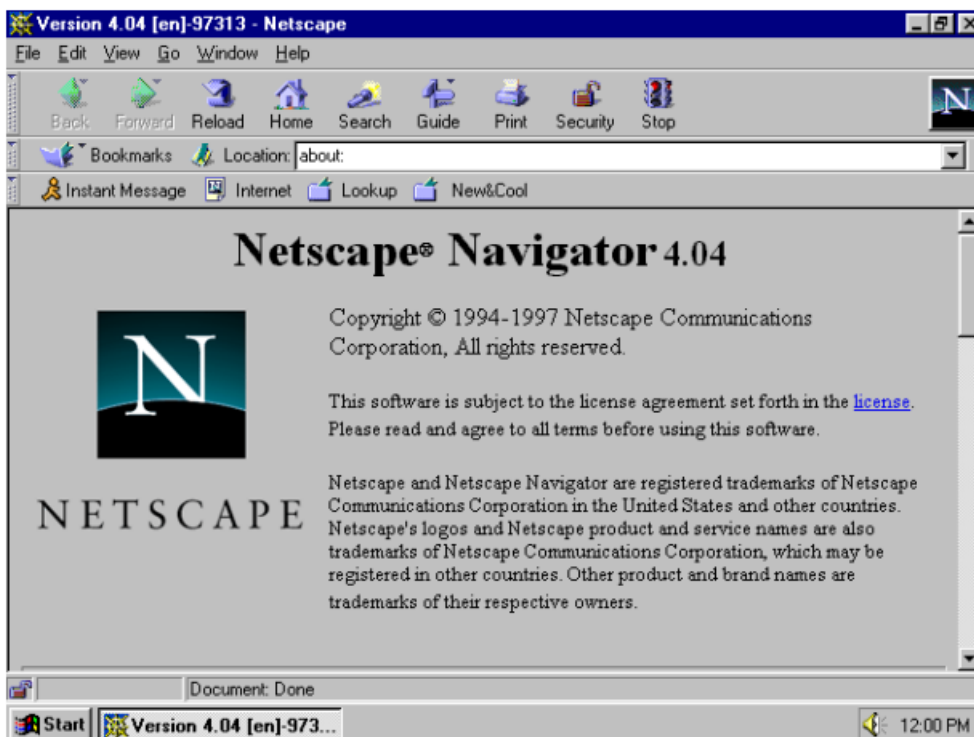 Version 4.04 [en]-97313 - Netscape
File Edit View Go Window Help
Back Forward Reload Home Search Guide Print Security Stop
N
Bookmarks Location: about:
Instant Message Internet Lookup New&Cool
Netscape® Navigator 4.04
N
NETSCAPE
Copyright © 1994-1997 Netscape Communications
Corporation, All rights reserved.
This software is subject to the license agreement set forth in the license.
Please read and agree to all terms before using this software.
Netscape and Netscape Navigator are registered trademarks of Netscape
Communications Corporation in the United States and other countries.
Netscape's logos and Netscape product and service names are also
trademarks of Netscape Communications Corporation, which may be
registered in other countries. Other product and brand names are
trademarks of their respective owners.
Document: Done
Start Version 4.04 [en]-973... 12:00 PM